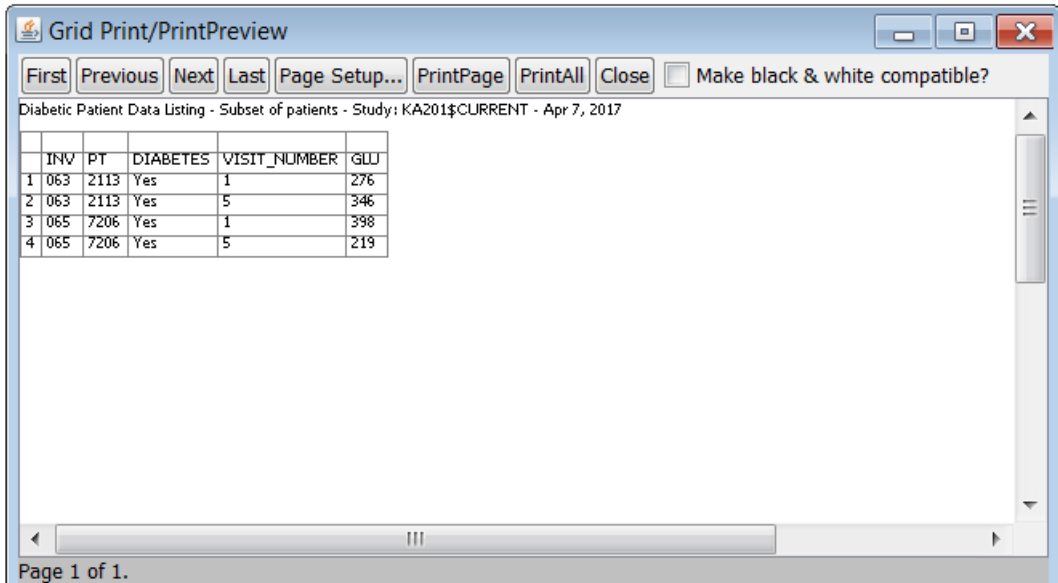 Grid Print/PrintPreview
First Previous Next Last Page Setup... PrintPage PrintAll Close Make black & white compatible?
Diabetic Patient Data Listing - Subset of patients - Study: KA201$CURRENT - Apr 7, 2017
INV PT DIABETES VISIT_NUMBER GLU
1 063 2113 Yes 1 276
2 063 2113 Yes 5 346
3 065 7206 Yes 1 398
4 065 7206 Yes 5 219
Page 1 of 1.